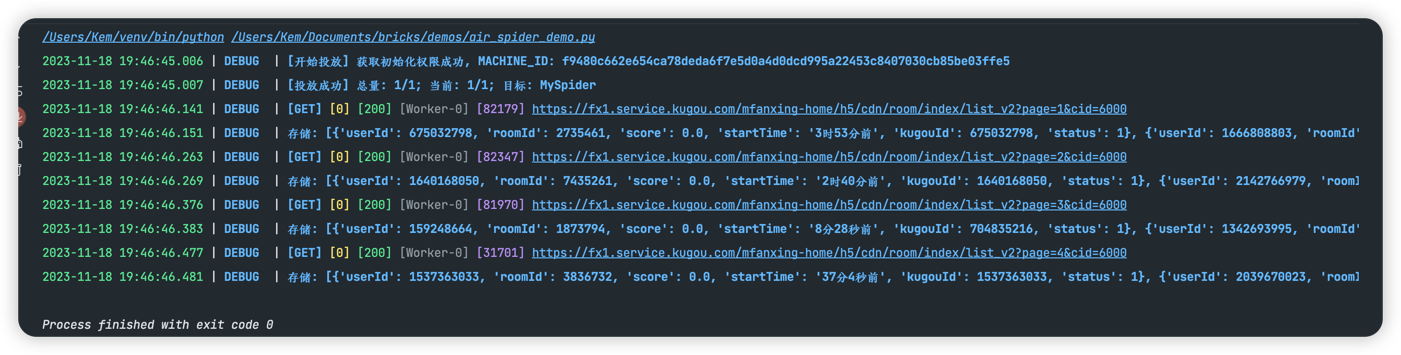 /Users/Kem/venv/bin/python /Users/Kem/Documents/bricks/demos/air_spider_demo.py
2023-11-18 19:46:45.006 | DEBUG | [开始投放] 获取初始化权限成功, MACHINE_ID: f9480c662e654ca78deda6f7e5d0a4d0dcd995a22453c8407030cb85be03ffe5
2023-11-18 19:46:45.007 | DEBUG | [投放成功] 总量: 1/1; 当前: 1/1; 目标: MySpider
2023-11-18 19:46:46.141 | DEBUG | [GET] [0] [200] [Worker-0] [82179] https://fx1.service.kugou.com/mfanxing-home/h5/cdn/room/index/list_v2?page=1&cid=6000
2023-11-18 19:46:46.151 | DEBUG | 存储: [{'userId': 675032798, 'roomId': 2735461, 'score': 0.0, 'startTime': '3时53分前', 'kugouId': 675032798, 'status': 1}, {'userId': 1666808803, 'roomId'
2023-11-18 19:46:46.263 | DEBUG | [GET] [0] [200] [Worker-0] [82347] https://fx1.service.kugou.com/mfanxing-home/h5/cdn/room/index/list_v2?page=2&cid=6000
2023-11-18 19:46:46.269 | DEBUG | 存储: [{'userId': 1640168050, 'roomId': 7435261, 'score': 0.0, 'startTime': '2时40分前', 'kugouId': 1640168050, 'status': 1}, {'userId': 2142766979, 'room
2023-11-18 19:46:46.376 | DEBUG | [GET] [0] [200] [Worker-0] [81970] https://fx1.service.kugou.com/mfanxing-home/h5/cdn/room/index/list_v2?page=3&cid=6000
2023-11-18 19:46:46.383 | DEBUG | 存储: [{'userId': 159248664, 'roomId': 1873794, 'score': 0.0, 'startTime': '8分28秒前', 'kugouId': 704835216, 'status': 1}, {'userId': 1342693995, 'roomId'
2023-11-18 19:46:46.477 | DEBUG | [GET] [0] [200] [Worker-0] [31701] https://fx1.service.kugou.com/mfanxing-home/h5/cdn/room/index/list_v2?page=4&cid=6000
2023-11-18 19:46:46.481 | DEBUG | 存储: [{'userId': 1537363033, 'roomId': 3836732, 'score': 0.0, 'startTime': '37分4秒前', 'kugouId': 1537363033, 'status': 1}, {'userId': 2039670023, 'room
Process finished with exit code 0